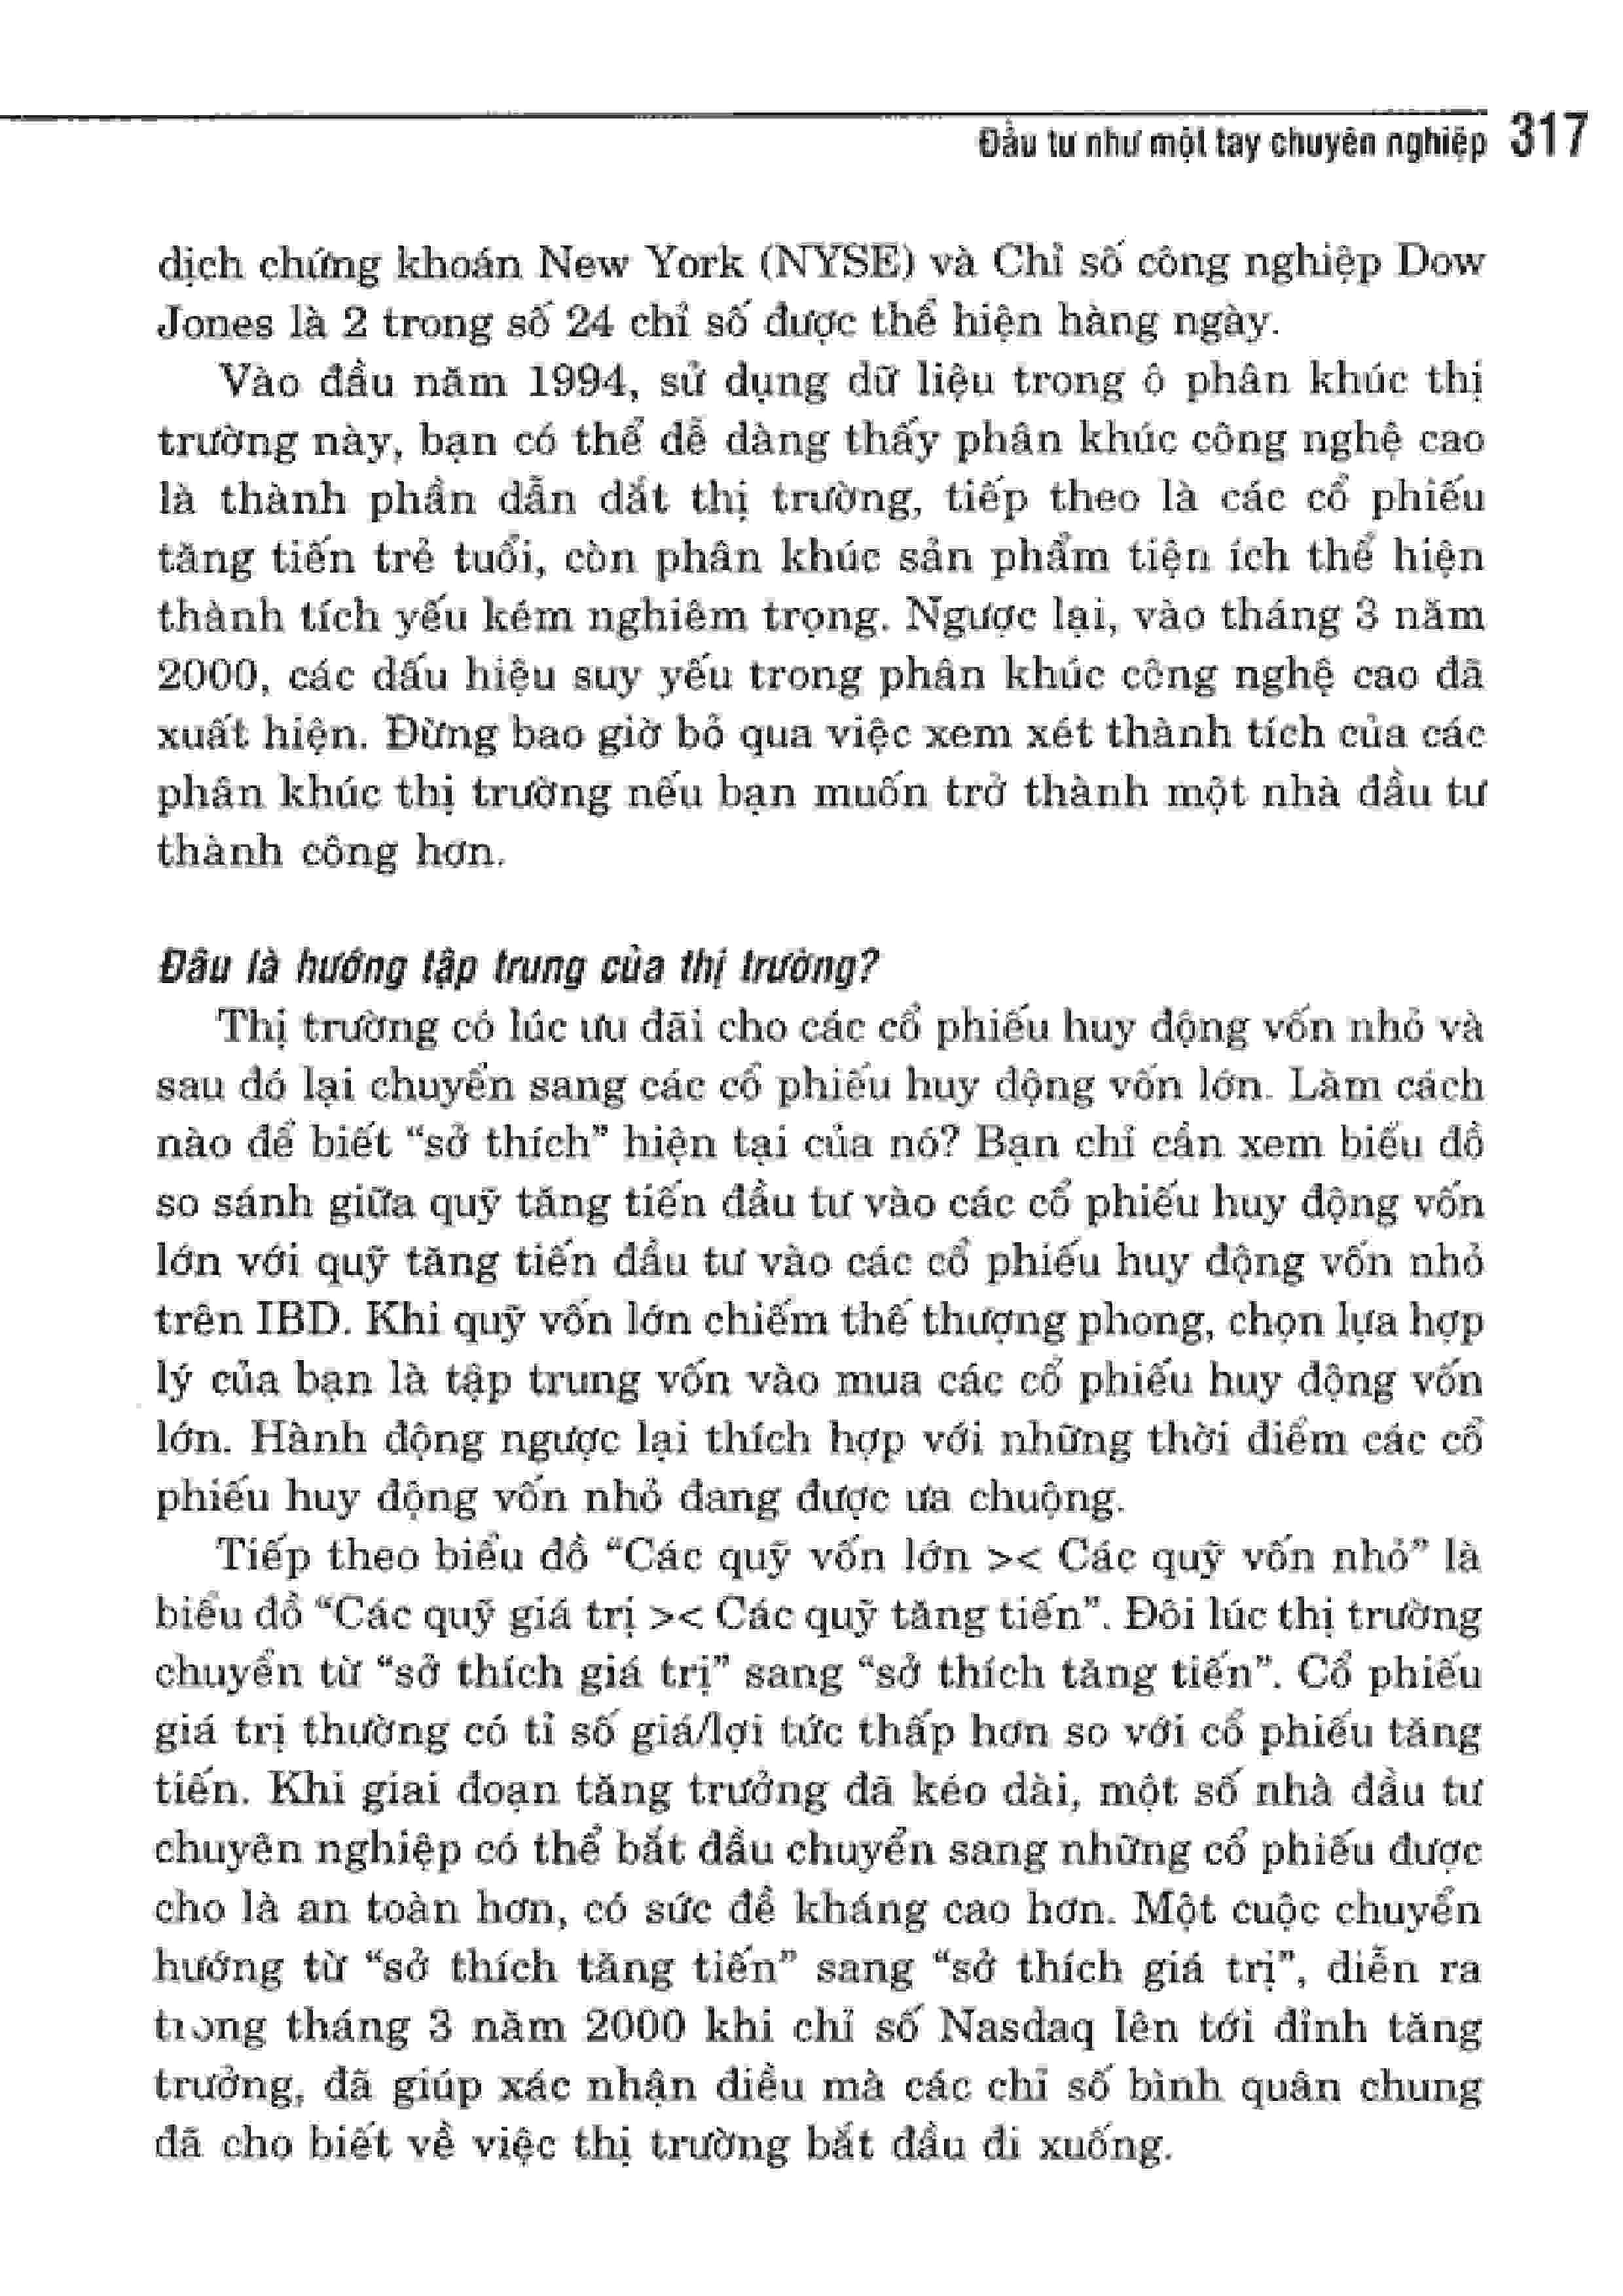 Đầu tư như một tay chuyên nghiệp 317
dịch chứng khoán New York (NYSE) và Chỉ số công nghiệp Dow
Jones là 2 trong số 24 chỉ số được thể hiện hàng ngày.
Vào đầu năm 1994, sử dụng dữ liệu trong ô phân khúc thị
trường này, bạn có thể dễ dàng thấy phân khúc công nghệ cao
là thành phần dẫn dắt thị trường, tiếp theo là các cổ phiếu
tăng tiến trẻ tuổi, còn phân khúc sản phẩm tiện ích thể hiện
thành tích yếu kém nghiêm trọng. Ngược lại, vào tháng 3 năm
2000, các dấu hiệu suy yếu trong phân khúc công nghệ cao đã
xuất hiện. Đừng bao giờ bỏ qua việc xem xét thành tích của các
phân khúc thị trường nếu bạn muốn trở thành một nhà đầu tư
thành công hơn.
Đâu là hướng tập trung của thị trường?
Thị trường có lúc ưu đãi cho các cổ phiếu huy động vốn nhỏ và
sau đó lại chuyển sang các cổ phiếu huy động vốn lớn. Làm cách
nào để biết “sở thích” hiện tại của nó? Bạn chỉ cần xem biểu đồ
so sánh giữa quỹ tăng tiến đầu tư vào các cổ phiếu huy động vốn
lớn với quỹ tăng tiến đầu tư vào các cổ phiếu huy động vốn nhỏ
trên IBD. Khi quỹ vốn lớn chiếm thế thượng phong, chọn lựa hợp
lý của bạn là tập trung vốn vào mua các cổ phiếu huy động vốn
lớn. Hành động ngược lại thích hợp với những thời điểm các cổ
phiếu huy động vốn nhỏ đang được ưa chuộng.
Tiếp theo biểu đồ “Các quỹ vốn lớn >< Các quỹ vốn nhỏ” là
biểu đồ “Các quỹ giá trị >< Các quỹ tăng tiến”. Đôi lúc thị trường
chuyển từ “sở thích giá trị” sang “sở thích tăng tiến”. Cổ phiếu
giá trị thường có tỉ số giá/lợi tức thấp hơn so với cổ phiếu tăng
tiến. Khi giai đoạn tăng trưởng đã kéo dài, một số nhà đầu tư
chuyên nghiệp có thể bắt đầu chuyển sang những cổ phiếu được
cho là an toàn hơn, có sức đề kháng cao hơn. Một cuộc chuyển
hướng từ “sở thích tăng tiến” sang “sở thích giá trị”, diễn ra
trong tháng 3 năm 2000 khi chỉ số Nasdaq lên tới đỉnh tăng
trưởng, đã giúp xác nhận điều mà các chỉ số bình quân chung
đã cho biết về việc thị trường bắt đầu đi xuống.